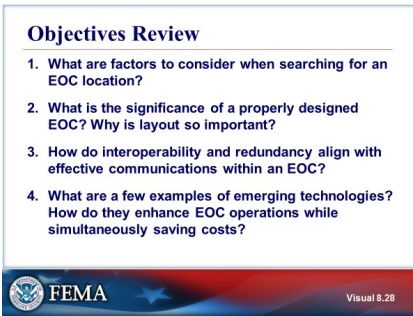 Objectives Review
1. What are factors to consider when searching for an
EOC location?
2. What is the significance of a properly designed
EOC? Why is layout so important?
3. How do interoperability and redundancy align with
effective communications within an EOC?
4. What are a few examples of emerging technologies?
How do they enhance EOC operations while
simultaneously saving costs?
FEMA
Visual 8.28